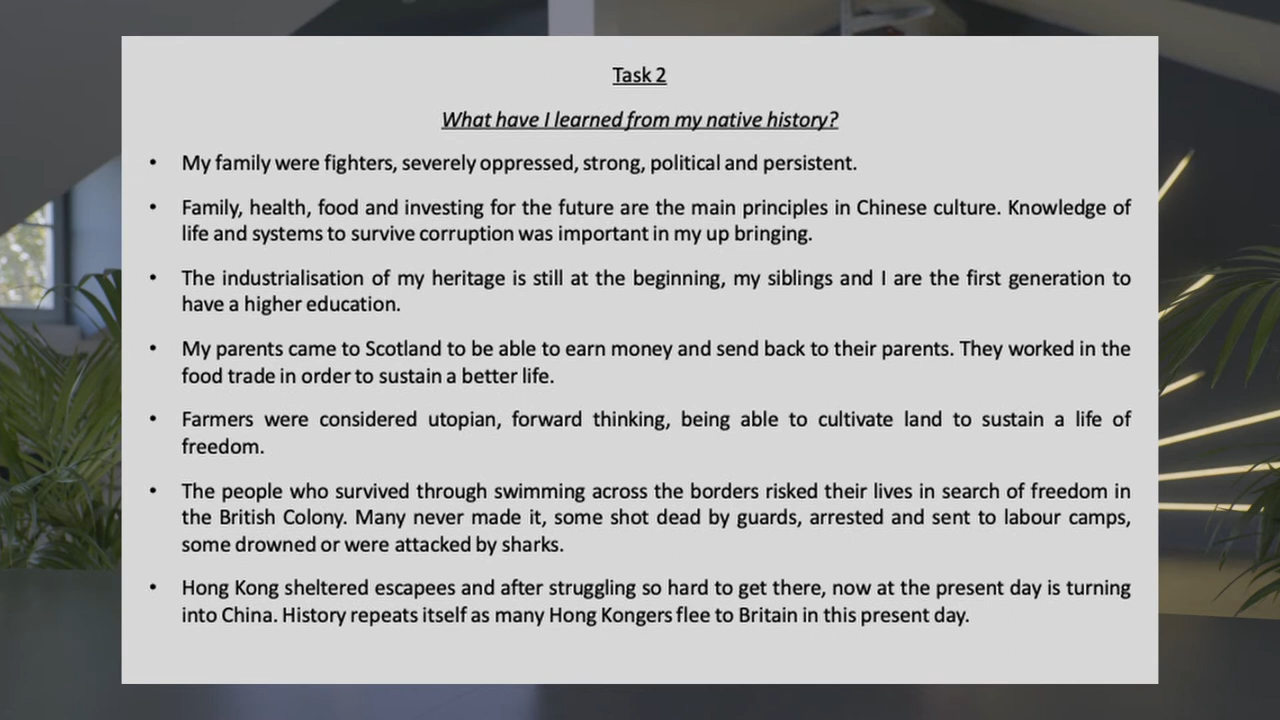 Task 2
What have I learned from my native history?
• My family were fighters, severely oppressed, strong, political and persistent.
• Family, health, food and investing for the future are the main principles in Chinese culture. Knowledge of
life and systems to survive corruption was important in my up bringing.
• The industrialisation of my heritage is still at the beginning, my siblings and I are the first generation to
have a higher education.
• My parents came to Scotland to be able to earn money and send back to their parents. They worked in the
food trade in order to sustain a better life.
• Farmers were considered utopian, forward thinking, being able to cultivate land to sustain a life of
freedom.
• The people who survived through swimming across the borders risked their lives in search of freedom in
the British Colony. Many never made it, some shot dead by guards, arrested and sent to labour camps,
some drowned or were attacked by sharks.
• Hong Kong sheltered escapees and after struggling so hard to get there, now at the present day is turning
into China. History repeats itself as many Hong Kongers flee to Britain in this present day.